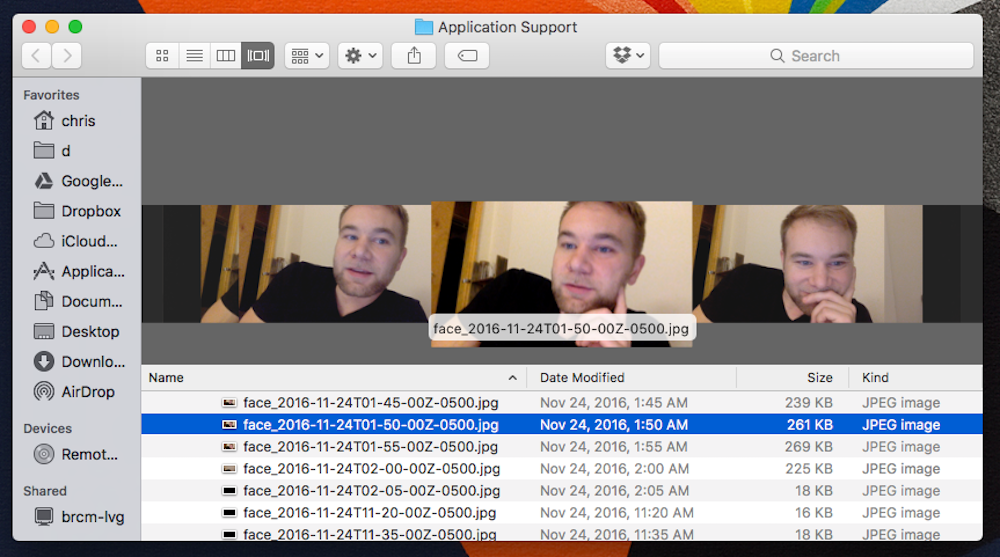 Application Support
Search
Favorites
chris
d
Google...
Dropbox
iCloud...
Applica...
Docum...
Desktop
Downlo...
AirDrop
Devices
Remot...
Shared
brcm-lvg
face_2016-11-24T01-50-00Z-0500.jpg
Name Date Modified Size Kind
face_2016-11-24T01-45-00Z-0500.jpg Nov 24, 2016, 1:45 AM 239 KB JPEG image
face_2016-11-24T01-50-00Z-0500.jpg Nov 24, 2016, 1:50 AM 261 KB JPEG image
face_2016-11-24T01-55-00Z-0500.jpg Nov 24, 2016, 1:55 AM 269 KB JPEG image
face_2016-11-24T02-00-00Z-0500.jpg Nov 24, 2016, 2:00 AM 225 KB JPEG image
face_2016-11-24T02-05-00Z-0500.jpg Nov 24, 2016, 2:05 AM 18 KB JPEG image
face_2016-11-24T11-20-00Z-0500.jpg Nov 24, 2016, 11:20 AM 16 KB JPEG image
face_2016-11-24T11-35-00Z-0500.jpg Nov 24, 2016, 11:35 AM 18 KB JPEG image